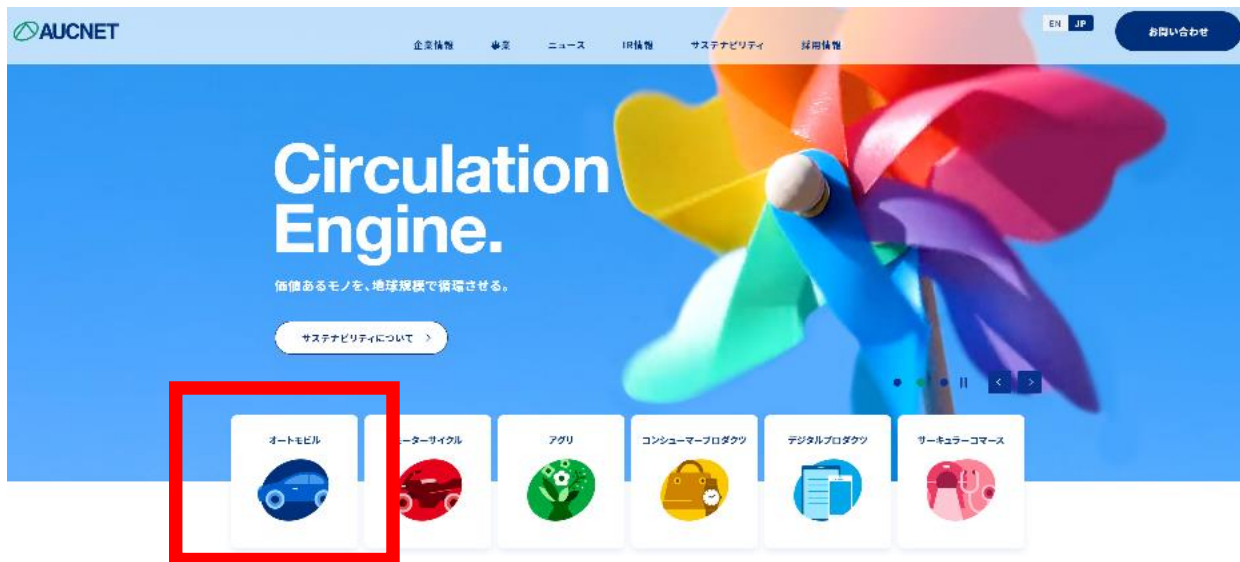 AUCNET
企業情報 事業 ニュース IR情報 サステナビリティ 採用情報
EN JP
お問い合わせ
Circulation
Engine.
価値あるモノを、地球規模で循環させる。
サステナビリティについて
オートモビル
モーターサイクル
アグリ
コンシューマープロダクツ
デジタルプロダクツ
サーキュラーコマース